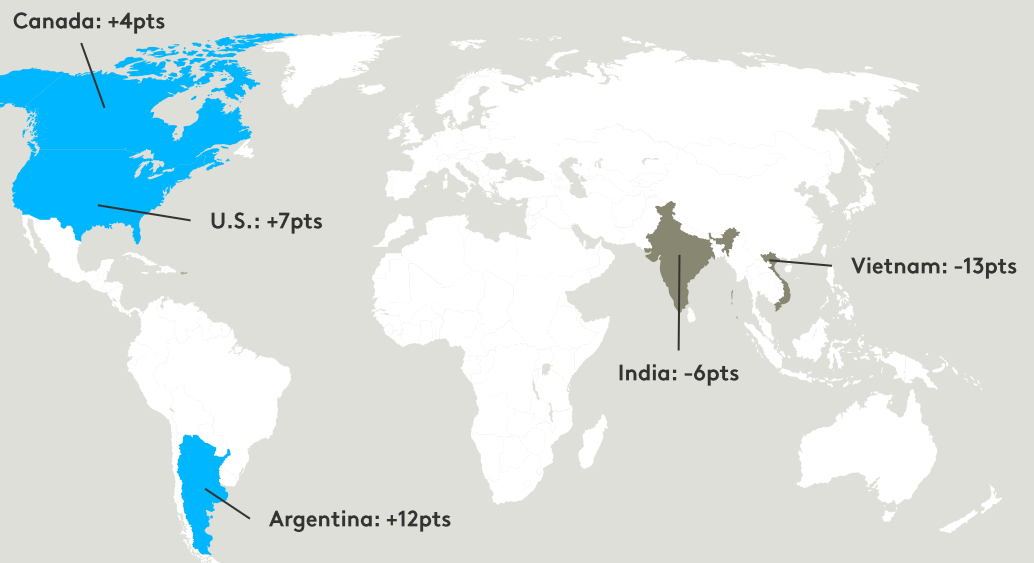 Canada: +4pts
U.S.: +7pts
Vietnam: -13pts
India: -6pts
Argentina: +12pts